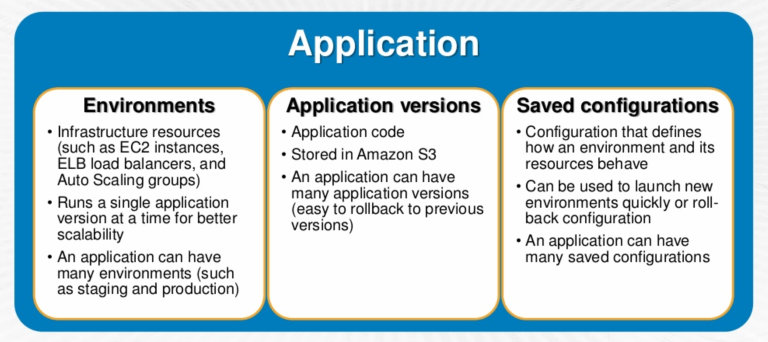 Application
Environments
• Infrastructure resources
(such as EC2 instances,
ELB load balancers, and
Auto Scaling groups)
• Runs a single application
version at a time for better
scalability
• An application can have
many environments (such
as staging and production)
Application versions
• Application code
• Stored in Amazon S3
• An application can have
many application versions
(easy to rollback to previous
versions)
Saved configurations
• Configuration that defines
how an environment and its
resources behave
• Can be used to launch new
environments quickly or roll-
back configuration
• An application can have
many saved configurations